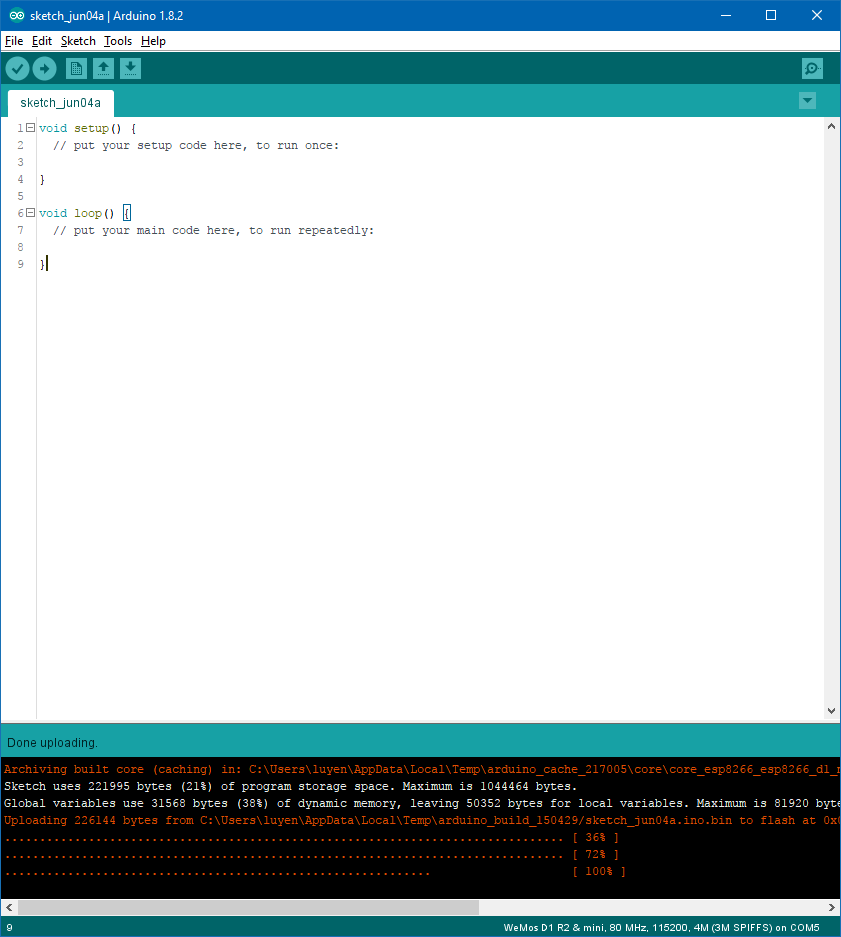 sketch_jun04a | Arduino 1.8.2
File Edit Sketch Tools Help
sketch_jun04a
1 void setup() {
2 // put your setup code here, to run once:
3
4 }
5
6 void loop() {
7 // put your main code here, to run repeatedly:
8
9 }
Done uploading.
Archiving built core (caching) in: C:\Users\luyen\AppData\Local\Temp\arduino_cache_217005\core\core_esp8266_esp8266_d1_
Sketch uses 221995 bytes (21%) of program storage space. Maximum is 1044464 bytes.
Global variables use 31568 bytes (38%) of dynamic memory, leaving 50352 bytes for local variables. Maximum is 81920 byte
Uploading 226144 bytes from C:\Users\luyen\AppData\Local\Temp\arduino_build_150429/sketch_jun04a.ino.bin to flash at 0x
................................................................................ [ 36% ]
................................................................................ [ 72% ]
............................................................. [ 100% ]
9 WeMos D1 R2 & mini, 80 MHz, 115200, 4M (3M SPIFFS) on COM5